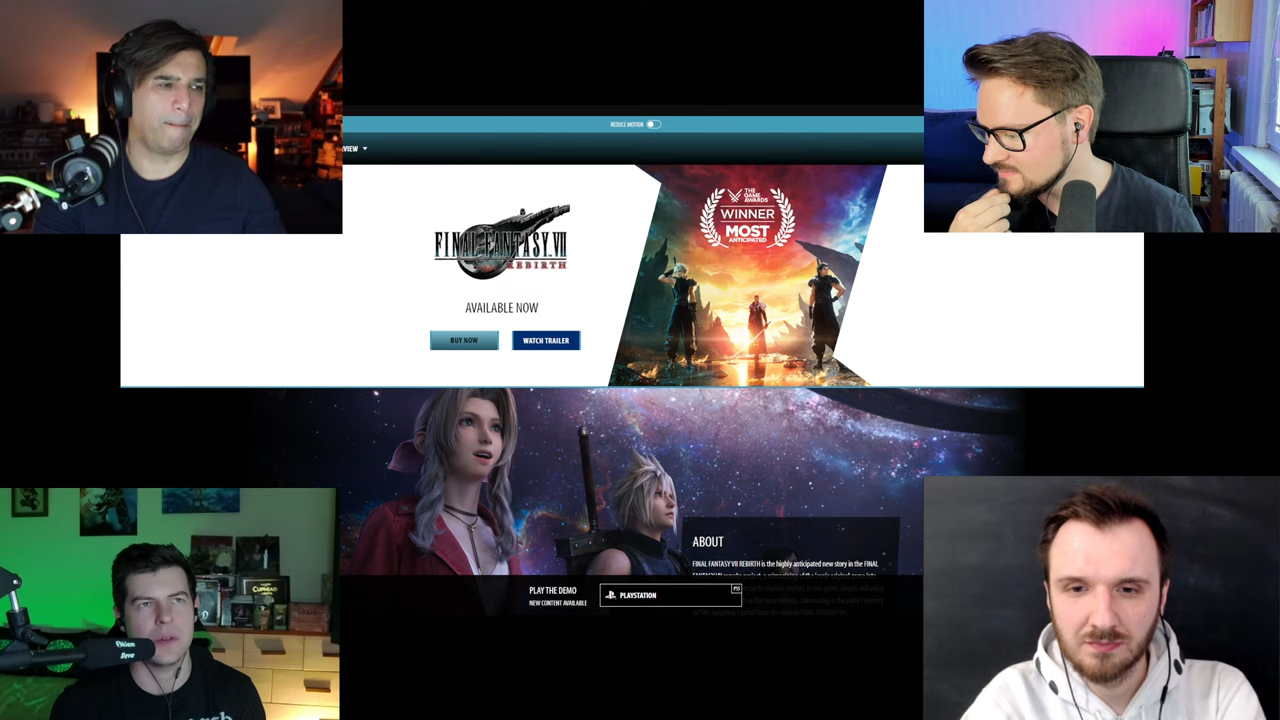 REDUCE MOTION
VIEW
THE
GAME
AWARDS
WINNER
MOST
ANTICIPATED
FINAL FANTASY VII
REBIRTH
AVAILABLE NOW
BUY NOW
WATCH TRAILER
ABOUT
FINAL FANTASY VII REBIRTH is the highly anticipated new story in the FINAL
PLAY THE DEMO
NEW CONTENT AVAILABLE
PLAYSTATION
PS5
CUPHEAD